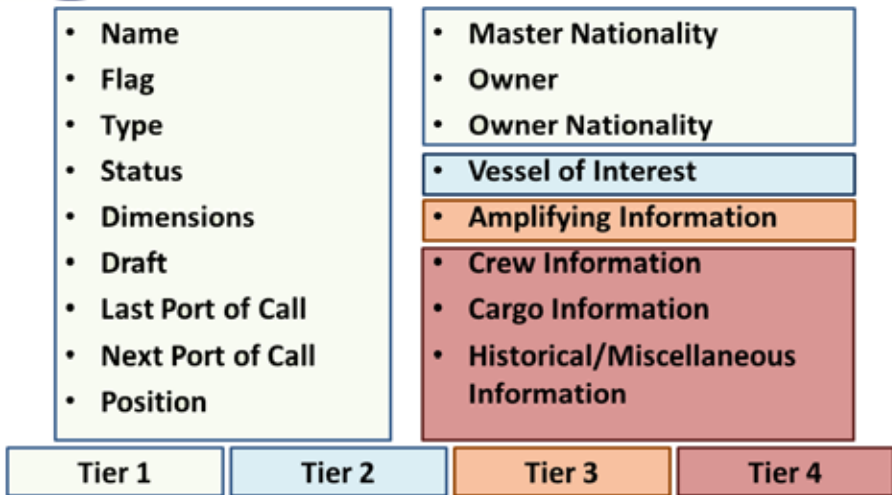 • Name
• Flag
• Type
• Status
• Dimensions
• Draft
• Last Port of Call
• Next Port of Call
• Position
• Master Nationality
• Owner
• Owner Nationality
• Vessel of Interest
• Amplifying Information
• Crew Information
• Cargo Information
• Historical/Miscellaneous
Information
Tier 1
Tier 2
Tier 3
Tier 4